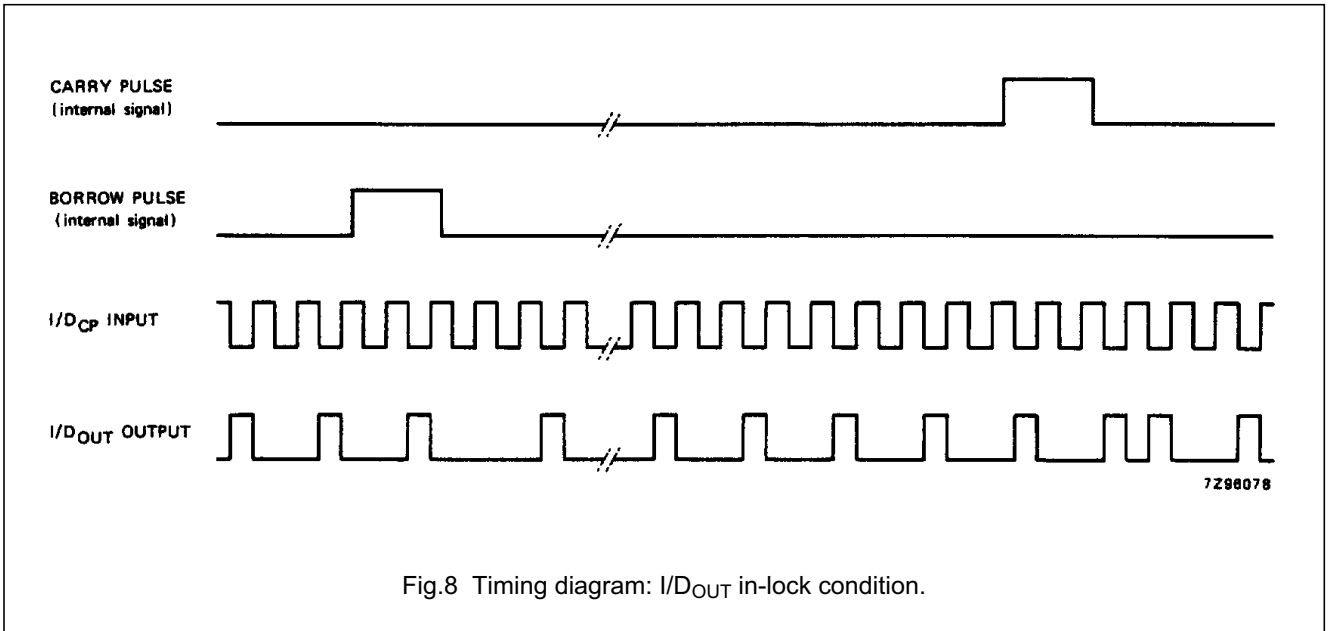 CARRY PULSE
(internal signal)
BORROW PULSE
(internal signal)
I/DCP INPUT
I/DOUT OUTPUT
7Z96078
Fig.8 Timing diagram: I/DOUT in-lock condition.